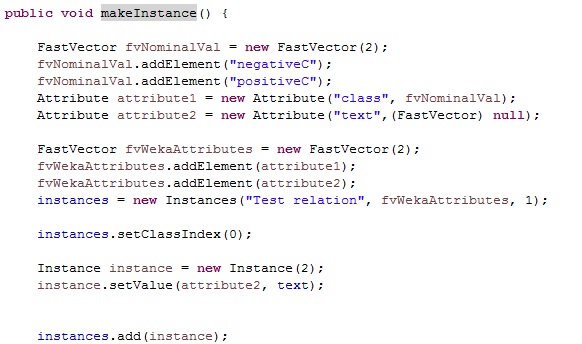 public void makeInstance() {
FastVector fvNominalVal = new FastVector(2);
fvNominalVal.addElement("negativeC");
fvNominalVal.addElement("positiveC");
Attribute attribute1 = new Attribute("class", fvNominalVal);
Attribute attribute2 = new Attribute("text",(FastVector) null);
FastVector fvWekaAttributes = new FastVector(2);
fvWekaAttributes.addElement(attribute1);
fvWekaAttributes.addElement(attribute2);
instances = new Instances("Test relation", fvWekaAttributes, 1);
instances.setClassIndex(0);
Instance instance = new Instance(2);
instance.setValue(attribute2, text);
instances.add(instance);